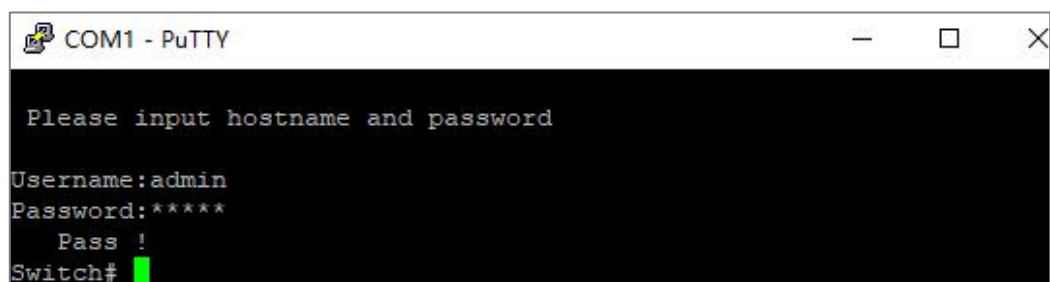 COM1 - PuTTY
Please input hostname and password
Username:admin
Password:*****
Pass !
Switch#